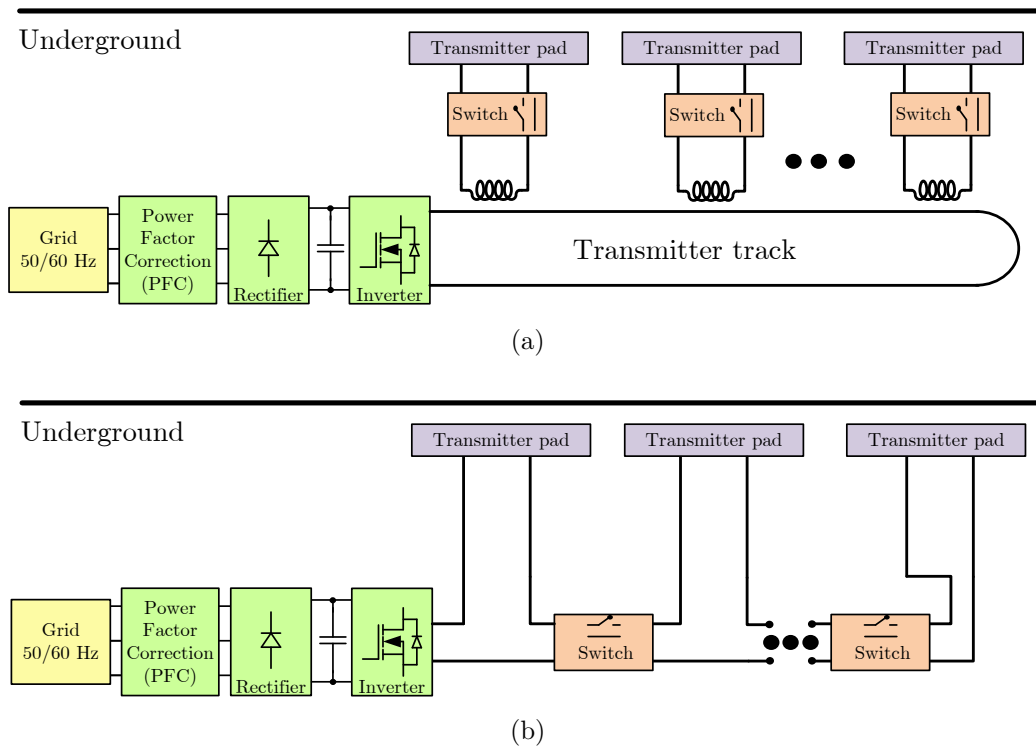 Underground
Transmitter pad
Transmitter pad
Transmitter pad
Switch
Switch
Switch
Grid
50/60 Hz
Power
Factor
Correction
(PFC)
Rectifier
Inverter
Transmitter track
(a)
Underground
Transmitter pad
Transmitter pad
Transmitter pad
Grid
50/60 Hz
Power
Factor
Correction
(PFC)
Rectifier
Inverter
Switch
Switch
(b)